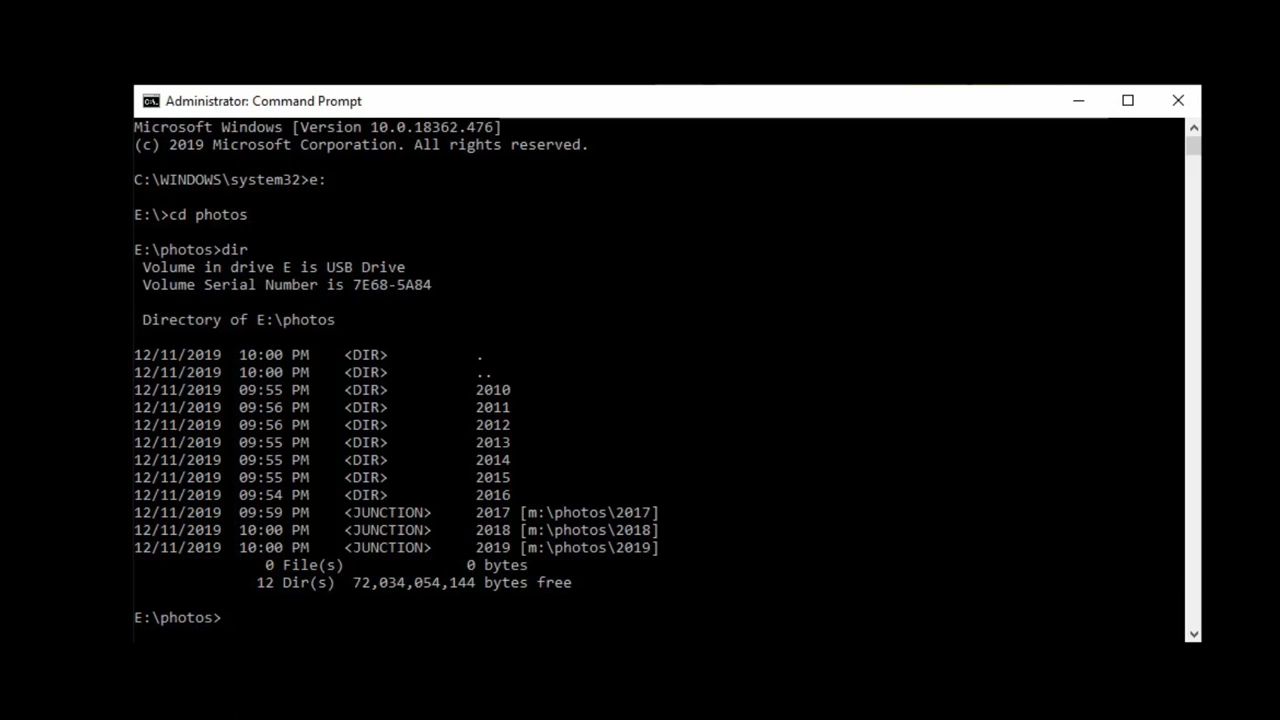 Administrator: Command Prompt
Microsoft Windows [Version 10.0.18362.476]
(c) 2019 Microsoft Corporation. All rights reserved.
C:\WINDOWS\system32>e:
E:\>cd photos
E:\photos>dir
 Volume in drive E is USB Drive
 Volume Serial Number is 7E68-5A84
 Directory of E:\photos
12/11/2019  10:00 PM    <DIR>          .
12/11/2019  10:00 PM    <DIR>          ..
12/11/2019  09:55 PM    <DIR>          2010
12/11/2019  09:56 PM    <DIR>          2011
12/11/2019  09:56 PM    <DIR>          2012
12/11/2019  09:55 PM    <DIR>          2013
12/11/2019  09:55 PM    <DIR>          2014
12/11/2019  09:55 PM    <DIR>          2015
12/11/2019  09:54 PM    <DIR>          2016
12/11/2019  09:59 PM    <JUNCTION>     2017 [m:\photos\2017]
12/11/2019  10:00 PM    <JUNCTION>     2018 [m:\photos\2018]
12/11/2019  10:00 PM    <JUNCTION>     2019 [m:\photos\2019]
               0 File(s)              0 bytes
              12 Dir(s)  72,034,054,144 bytes free
E:\photos>